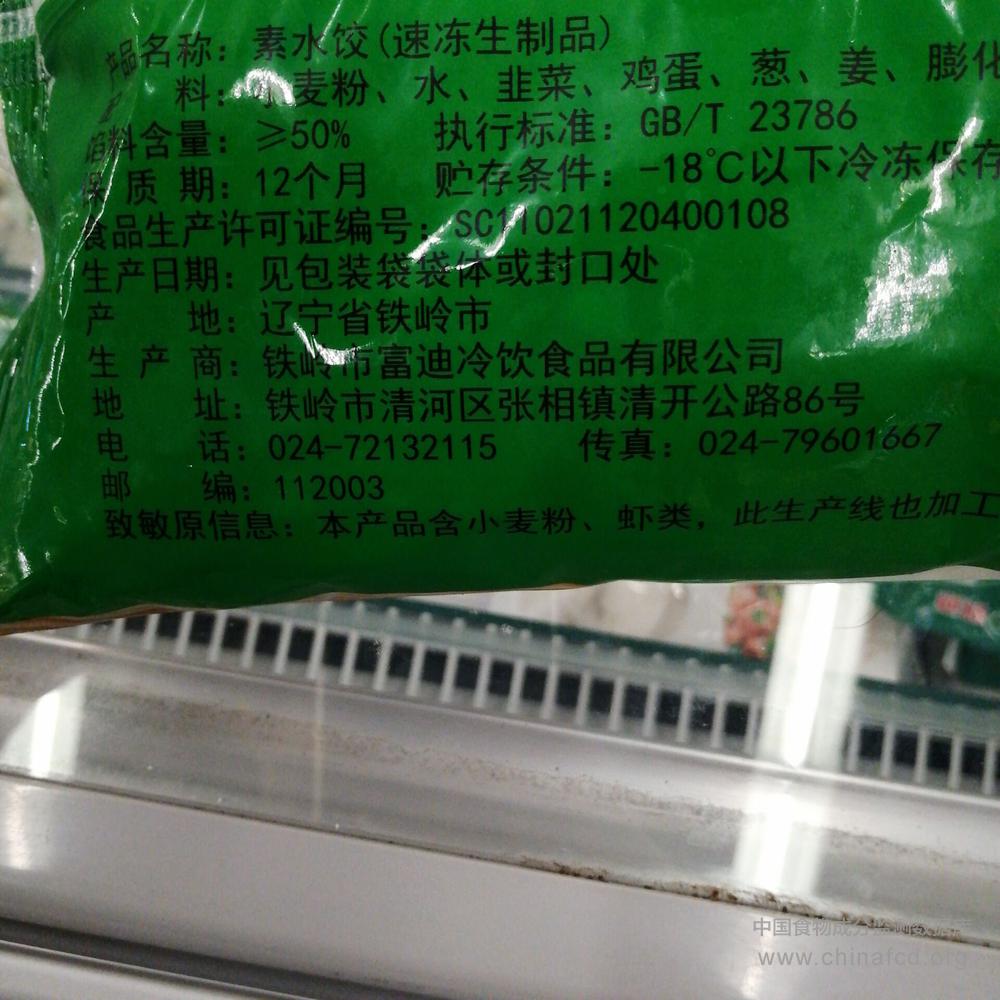 产品名称：素水饺(速冻生制品)
料：小麦粉、水、韭菜、鸡蛋、葱、姜、膨化
馅料含量：≥50% 执行标准：GB/T 23786
保质期：12个月 贮存条件：-18℃以下冷冻保存
食品生产许可证编号：SC11021120400108
生产日期：见包装袋袋体或封口处
产地：辽宁省铁岭市
生产商：铁岭市富迪冷饮食品有限公司
地址：铁岭市清河区张相镇清开公路86号
电话：024-72132115 传真：024-79601667
邮编：112003
致敏原信息：本产品含小麦粉、虾类，此生产线也加工
中国食物成分监测数据库
www.chinafcd.org